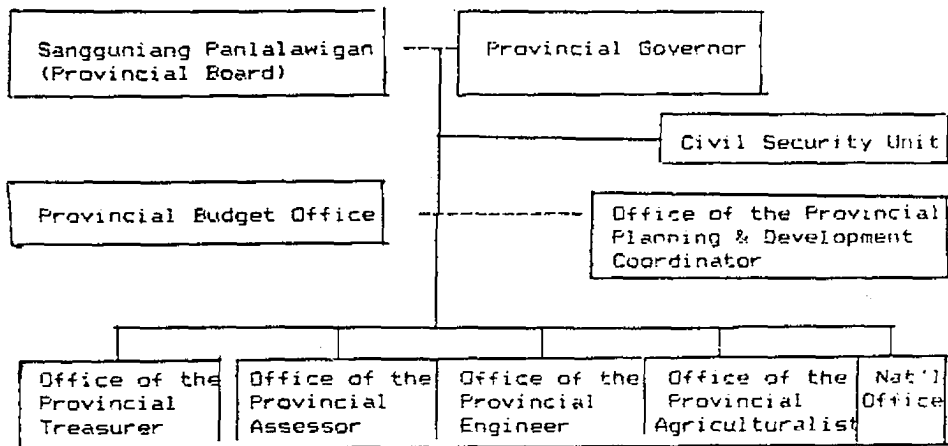 Sangguniang Panlalawigan
(Provincial Board)
Provincial Governor
Civil Security Unit
Provincial Budget Office
Office of the Provincial
Planning & Development
Coordinator
Office of the
Provincial
Treasurer
Office of the
Provincial
Assessor
Office of the
Provincial
Engineer
Office of the
Provincial
Agriculturalist
Nat'l
Office